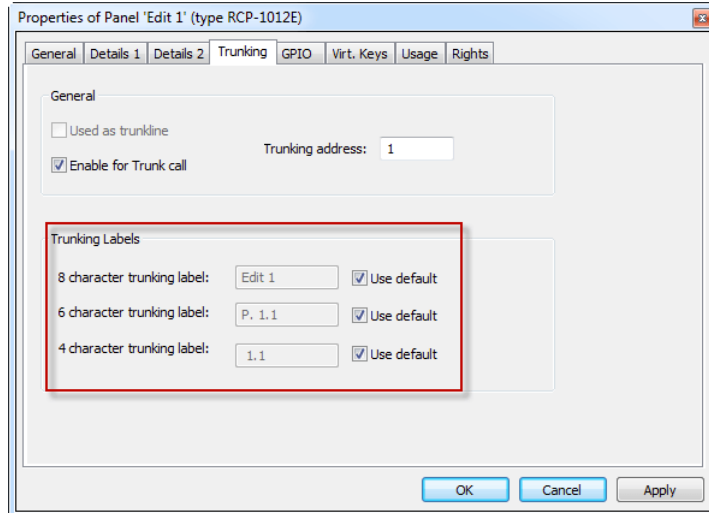 Properties of Panel 'Edit 1' (type RCP-1012E)
General Details 1 Details 2 Trunking GPIO Virt. Keys Usage Rights
General
Used as trunkline
Trunking address: 1
Enable for Trunk call
Trunking Labels
8 character trunking label: Edit 1 Use default
6 character trunking label: P. 1.1 Use default
4 character trunking label: 1.1 Use default
OK Cancel Apply